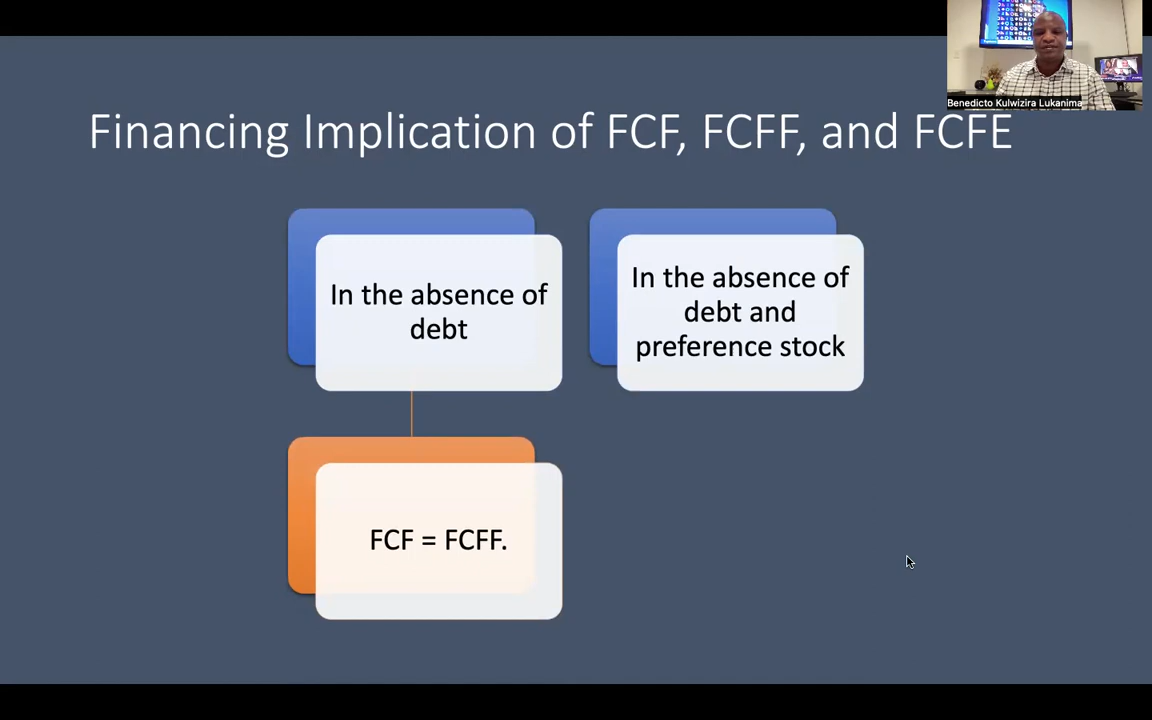 Benedicto Kulwizira Lukanima
Financing Implication of FCF, FCFF, and FCFE
In the absence of
debt
In the absence of
debt and
preference stock
FCF = FCFF.